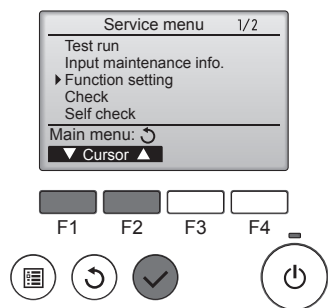 Service menu 1/2
Test run
Input maintenance info.
Function setting
Check
Self check
Main menu:
Cursor
F1 F2 F3 F4